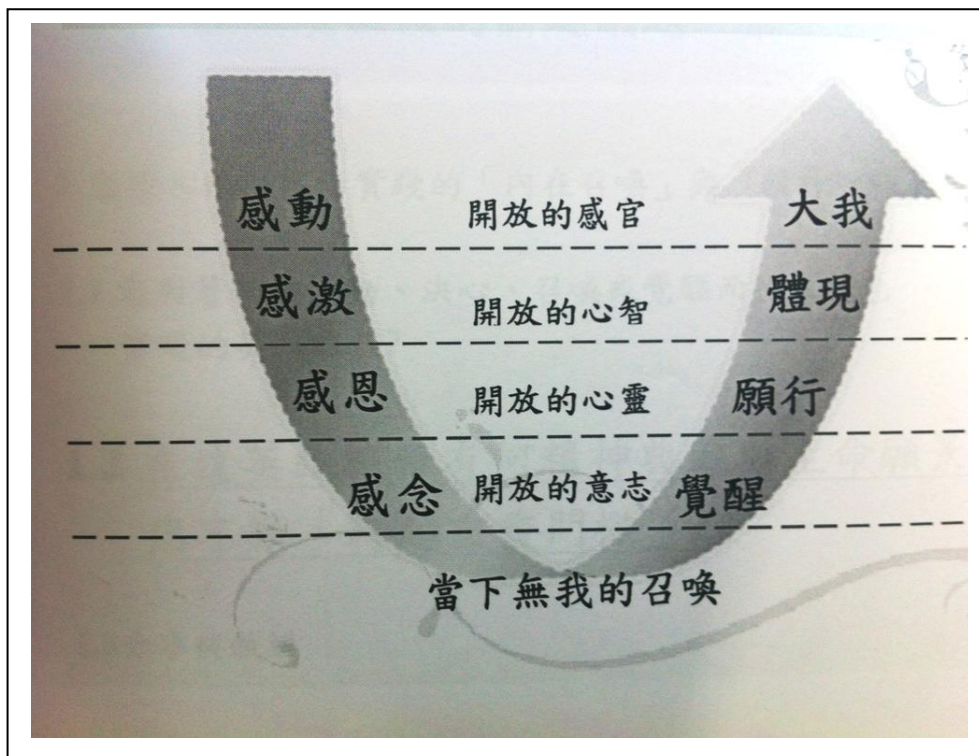 感動 開放的感官 大我
感激 開放的心智 體現
感恩 開放的心靈 願行
感念 開放的意志 覺醒
當下無我的召喚